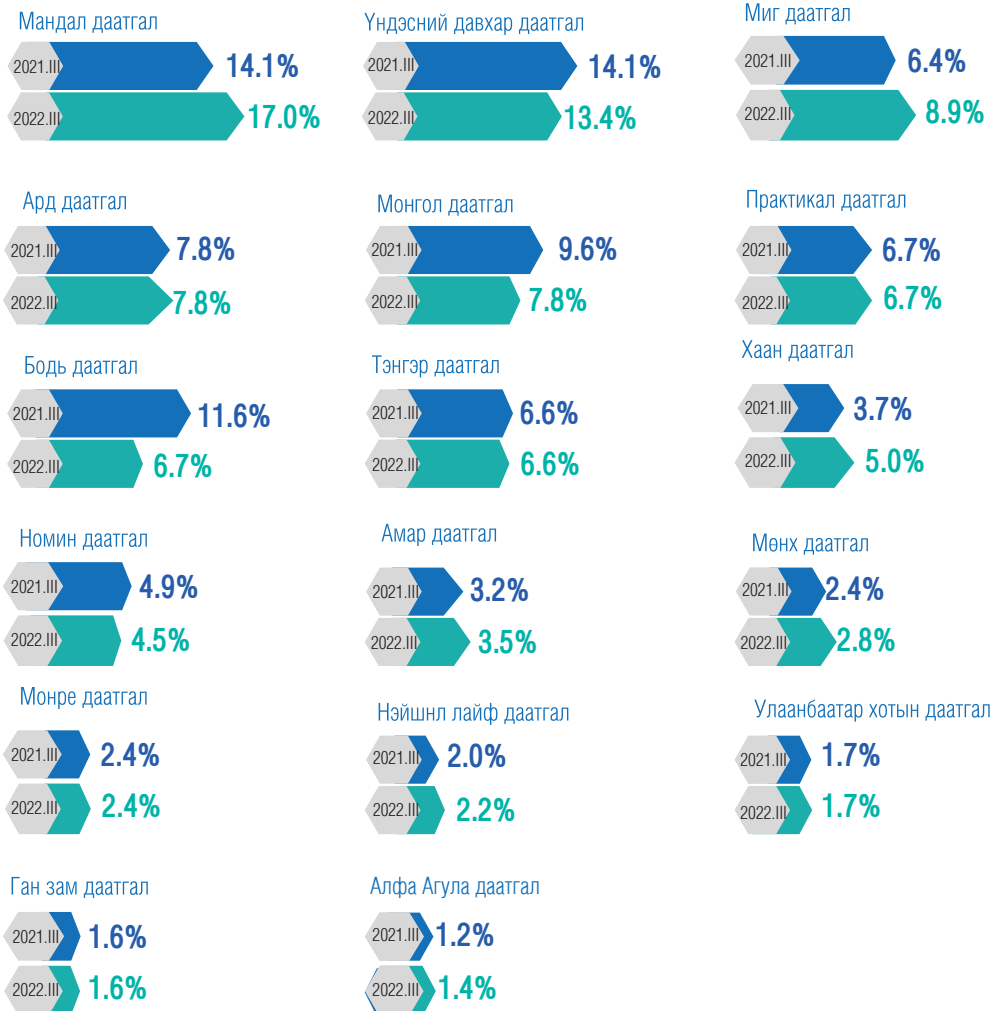 Мандал даатгал
2021.III 14.1%
2022.III 17.0%
Үндэсний давхар даатгал
2021.III 14.1%
2022.III 13.4%
Миг даатгал
2021.III 6.4%
2022.III 8.9%
Ард даатгал
2021.III 7.8%
2022.III 7.8%
Монгол даатгал
2021.III 9.6%
2022.III 7.8%
Практикал даатгал
2021.III 6.7%
2022.III 6.7%
Бодь даатгал
2021.III 11.6%
2022.III 6.7%
Тэнгэр даатгал
2021.III 6.6%
2022.III 6.6%
Хаан даатгал
2021.III 3.7%
2022.III 5.0%
Номин даатгал
2021.III 4.9%
2022.III 4.5%
Амар даатгал
2021.III 3.2%
2022.III 3.5%
Мөнх даатгал
2021.III 2.4%
2022.III 2.8%
Монре даатгал
2021.III 2.4%
2022.III 2.4%
Нэйшнл лайф даатгал
2021.III 2.0%
2022.III 2.2%
Улаанбаатар хотын даатгал
2021.III 1.7%
2022.III 1.7%
Ган зам даатгал
2021.III 1.6%
2022.III 1.6%
Алфа Агула даатгал
2021.III 1.2%
2022.III 1.4%